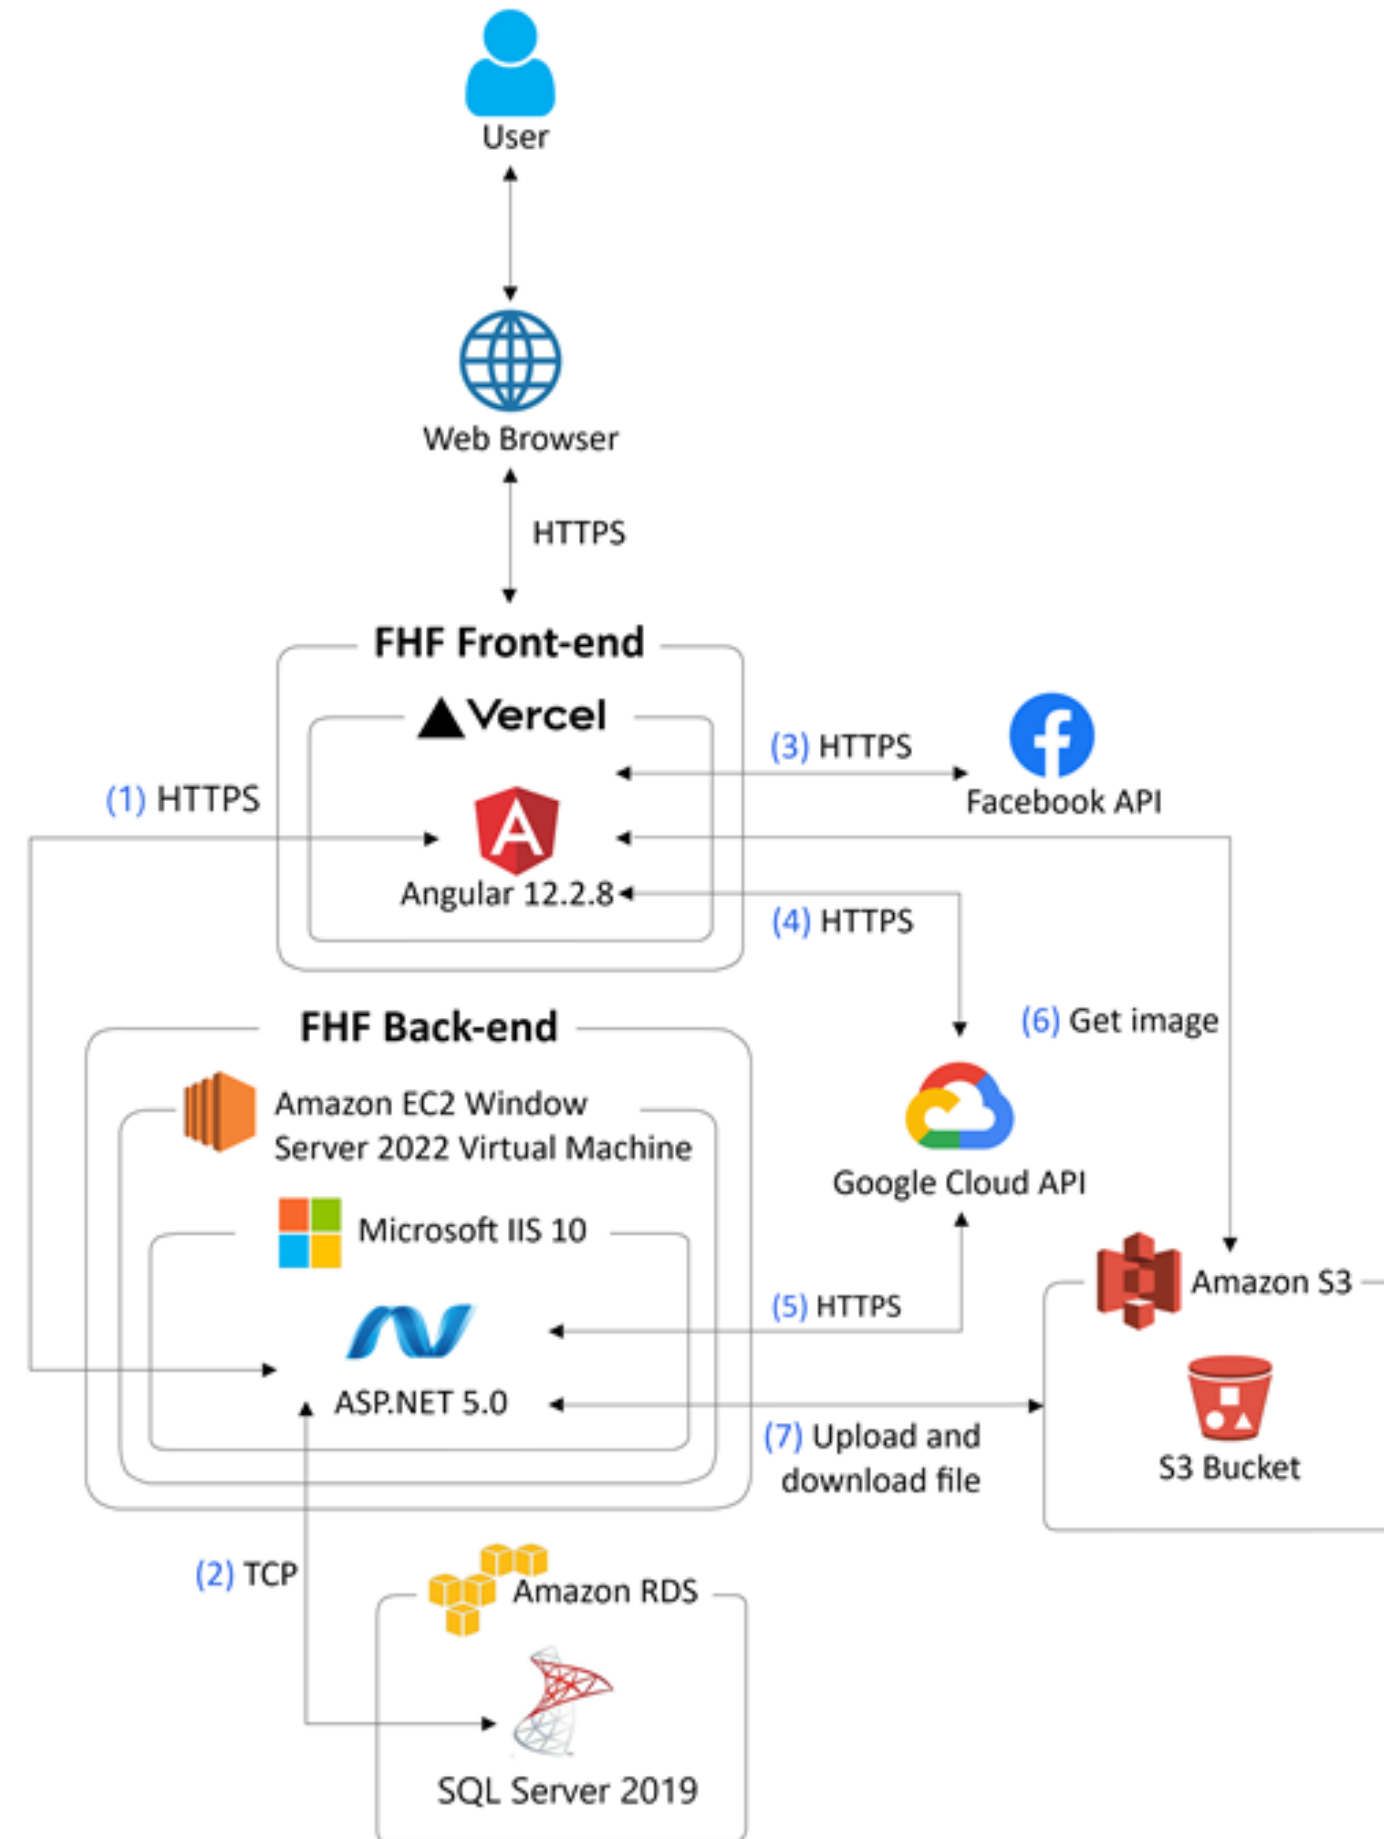 User
Web Browser
HTTPS
FHF Front-end
Vercel
(3) HTTPS
(1) HTTPS
Facebook API
Angular 12.2.8
(4) HTTPS
(6) Get image
FHF Back-end
Amazon EC2 Window
Server 2022 Virtual Machine
Google Cloud API
Microsoft IIS 10
Amazon S3
(5) HTTPS
ASP.NET 5.0
(7) Upload and
download file
S3 Bucket
(2) TCP
Amazon RDS
SQL Server 2019